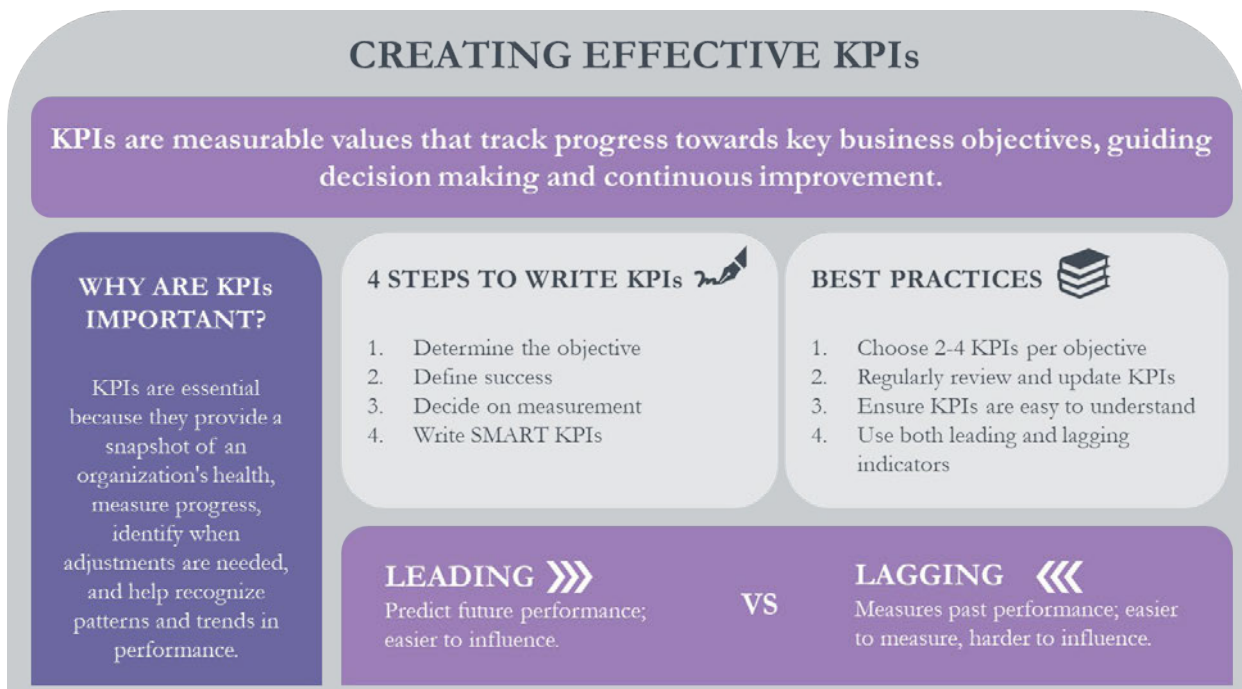 CREATING EFFECTIVE KPIs
KPIs are measurable values that track progress towards key business objectives, guiding
decision making and continuous improvement.
WHY ARE KPIs
IMPORTANT?
KPIs are essential
because they provide a
snapshot of an
organization's health,
measure progress,
identify when
adjustments are needed,
and help recognize
patterns and trends in
performance.
4 STEPS TO WRITE KPIs
1. Determine the objective
2. Define success
3. Decide on measurement
4. Write SMART KPIs
BEST PRACTICES
1. Choose 2-4 KPIs per objective
2. Regularly review and update KPIs
3. Ensure KPIs are easy to understand
4. Use both leading and lagging
indicators
LEADING
Predict future performance;
easier to influence.
VS
LAGGING
Measures past performance; easier
to measure, harder to influence.